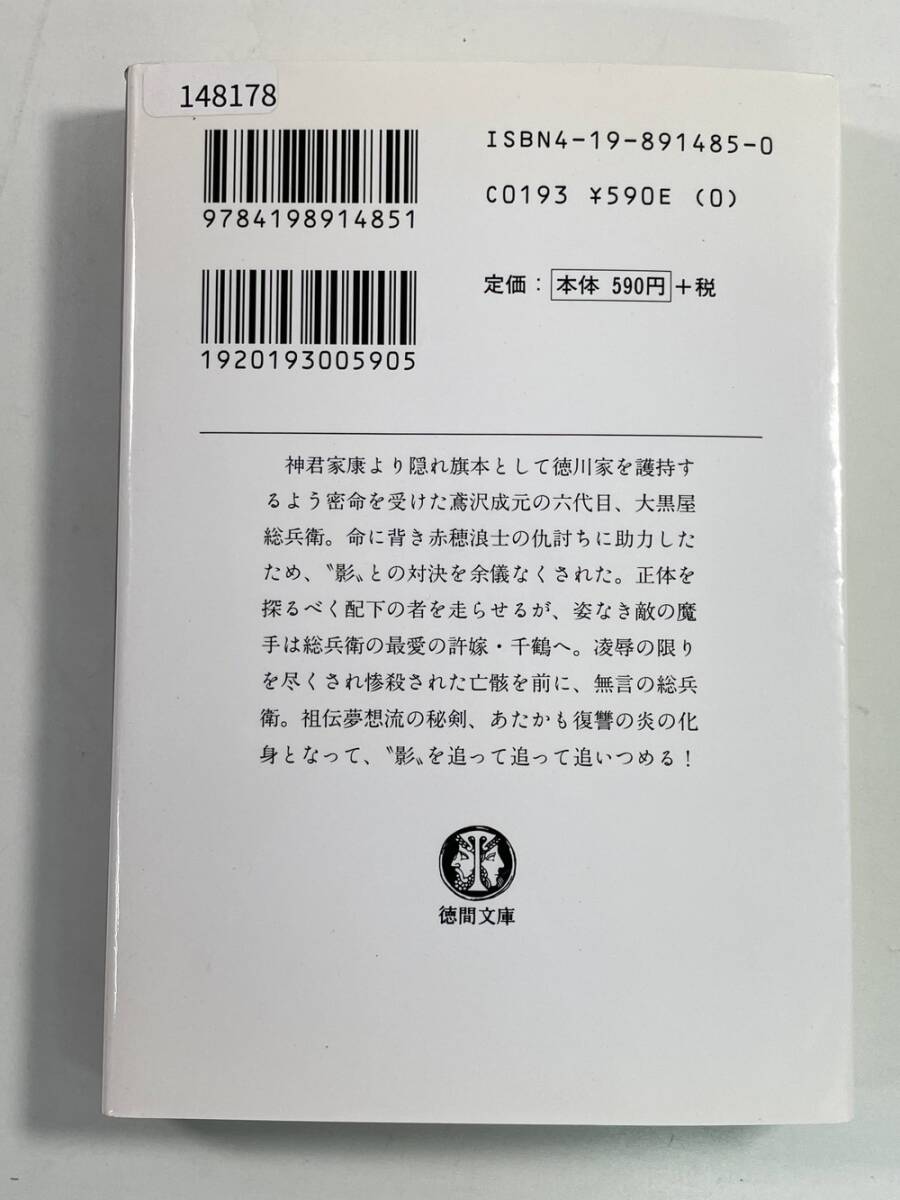 148178
ISBN4-19-891485-0
C0193 ¥590E (0)
9784198914851
定価：本体 590円+税
1920193005905
神君家康より隠れ旗本として徳川家を護持す
るよう密命を受けた鳶沢成元の六代目、大黒屋
総兵衛。命に背き赤穂浪士の仇討ちに助力した
ため、〝影〟との対決を余儀なくされた。正体を
探るべく配下の者を走らせるが、姿なき敵の魔
手は総兵衛の最愛の許嫁・千鶴へ。凌辱の限り
を尽くされ惨殺された亡骸を前に、無言の総兵
衛。祖伝夢想流の秘剣、あたかも復讐の炎の化
身となって、〝影〟を追って追って追いつめる！
徳間文庫